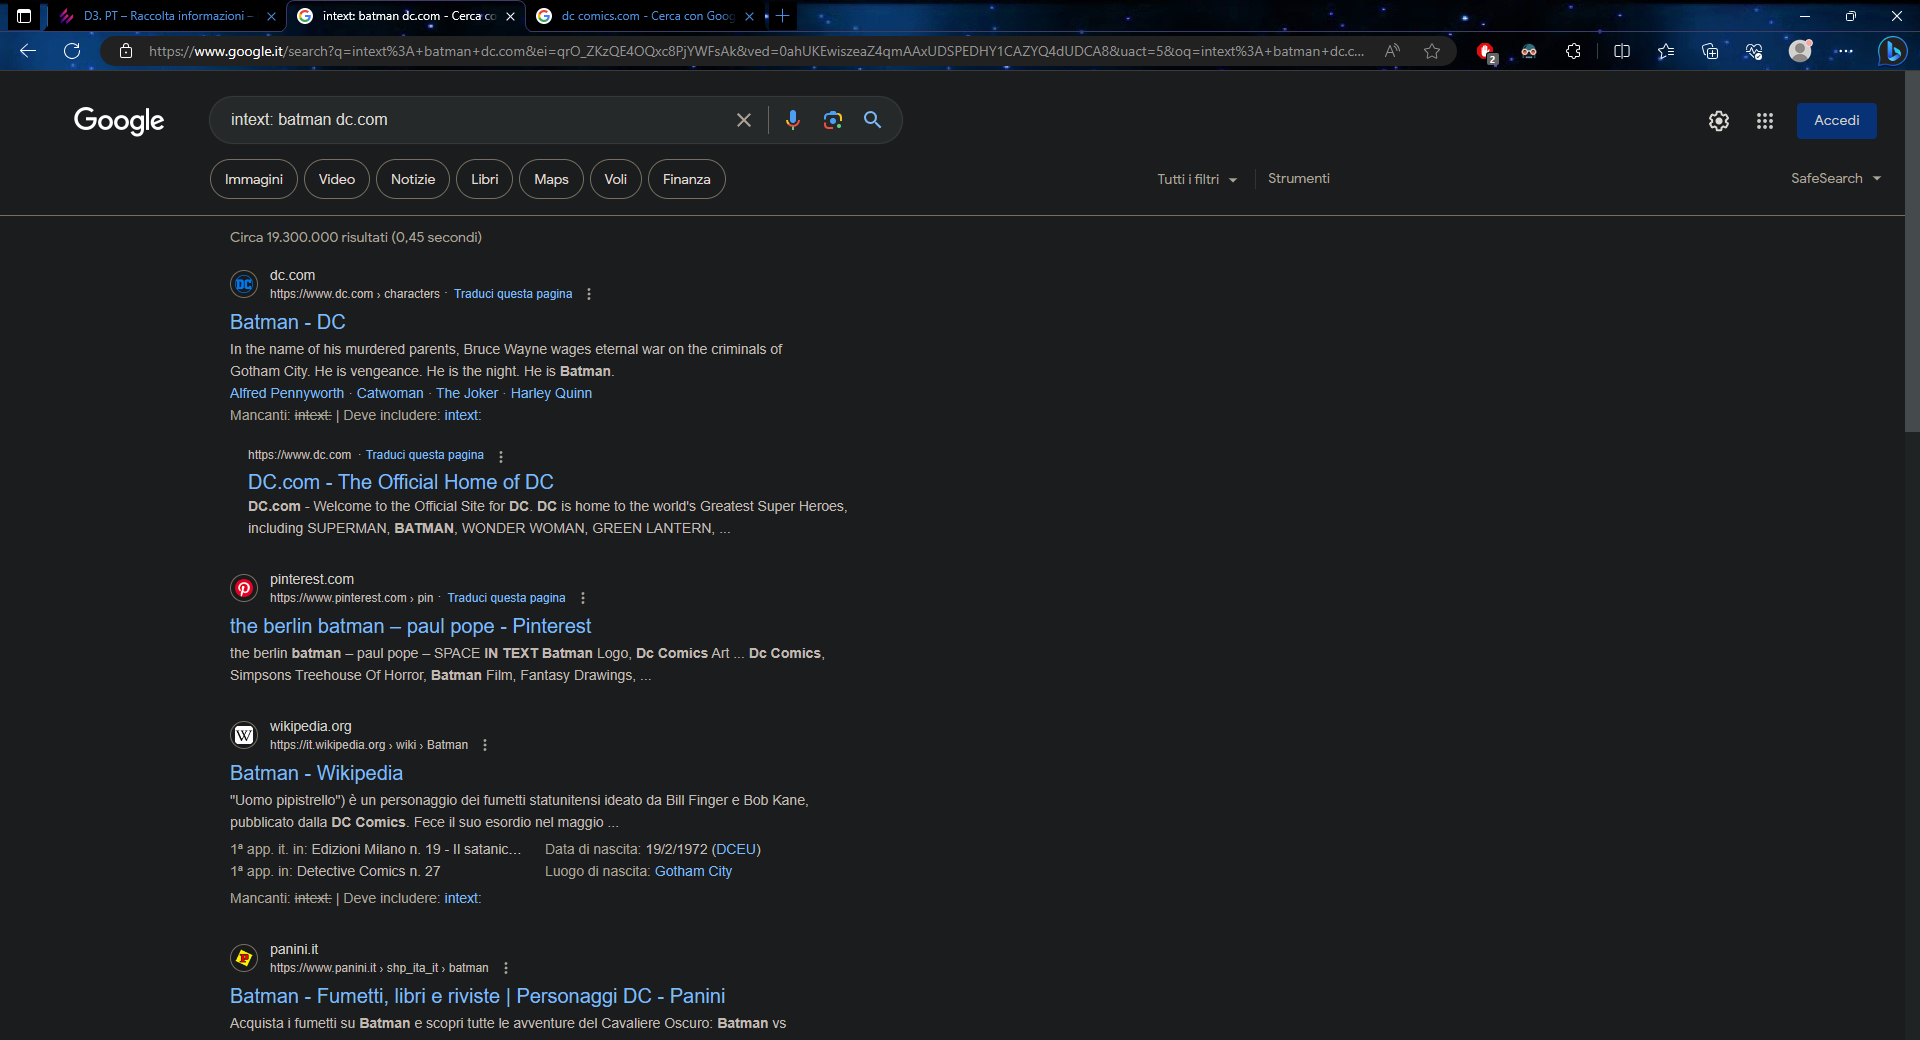 D3. PT – Raccolta informazioni –
intext: batman dc.com - Cerca co
dc comics.com - Cerca con Goog
https://www.google.it/search?q=intext%3A+batman+dc.com&ei=qrO_ZKzQE4OQxc8PjYWFsAk&ved=0ahUKEwiszeaZ4qmAAxUDSPEDHY1CAZYQ4dUDCA8&uact=5&oq=intext%3A+batman+dc.c...
2
Google
intext: batman dc.com
Accedi
Immagini
Video
Notizie
Libri
Maps
Voli
Finanza
Tutti i filtri
Strumenti
SafeSearch
Circa 19.300.000 risultati (0,45 secondi)
DC
dc.com
https://www.dc.com › characters · Traduci questa pagina
Batman - DC
In the name of his murdered parents, Bruce Wayne wages eternal war on the criminals of
Gotham City. He is vengeance. He is the night. He is Batman.
Alfred Pennyworth · Catwoman · The Joker · Harley Quinn
Mancanti: intext: | Deve includere: intext:
https://www.dc.com · Traduci questa pagina
DC.com - The Official Home of DC
DC.com - Welcome to the Official Site for DC. DC is home to the world's Greatest Super Heroes,
including SUPERMAN, BATMAN, WONDER WOMAN, GREEN LANTERN, ...
pinterest.com
https://www.pinterest.com › pin · Traduci questa pagina
the berlin batman – paul pope - Pinterest
the berlin batman – paul pope – SPACE IN TEXT Batman Logo, Dc Comics Art ... Dc Comics,
Simpsons Treehouse Of Horror, Batman Film, Fantasy Drawings, ...
W
wikipedia.org
https://it.wikipedia.org › wiki › Batman
Batman - Wikipedia
"Uomo pipistrello") è un personaggio dei fumetti statunitensi ideato da Bill Finger e Bob Kane,
pubblicato dalla DC Comics. Fece il suo esordio nel maggio ...
1ª app. it. in: Edizioni Milano n. 19 - Il satanic... Data di nascita: 19/2/1972 (DCEU)
1ª app. in: Detective Comics n. 27 Luogo di nascita: Gotham City
Mancanti: intext: | Deve includere: intext:
panini.it
https://www.panini.it › shp_ita_it › batman
Batman - Fumetti, libri e riviste | Personaggi DC - Panini
Acquista i fumetti su Batman e scopri tutte le avventure del Cavaliere Oscuro: Batman vs